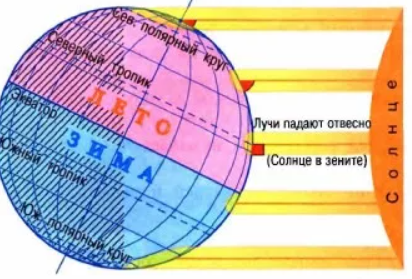 Сев. полярный круг
Северный тропик
ЛЕТО
Экватор
ЗИМА
Южный тропик
Юж. полярный круг
Лучи падают отвесно
(Солнце в зените)
Солнце